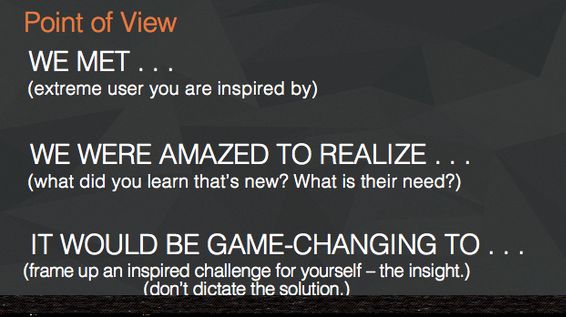 Point of View
WE MET . . .
(extreme user you are inspired by)
WE WERE AMAZED TO REALIZE . . .
(what did you learn that's new? What is their need?)
IT WOULD BE GAME-CHANGING TO . . .
(frame up an inspired challenge for yourself – the insight.)
(don't dictate the solution.)